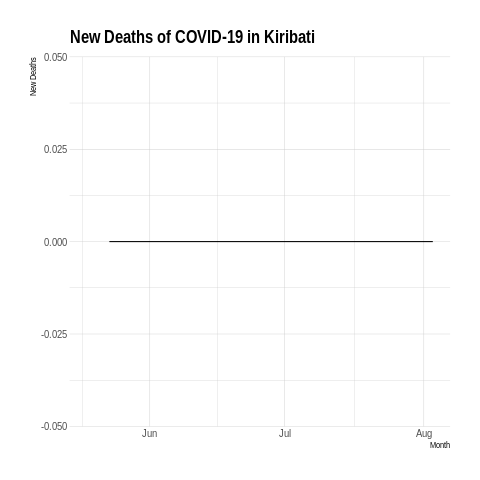 New Deaths of COVID-19 in Kiribati
New Deaths
0.050
0.025
0.000
-0.025
-0.050
Jun Jul Aug
Month